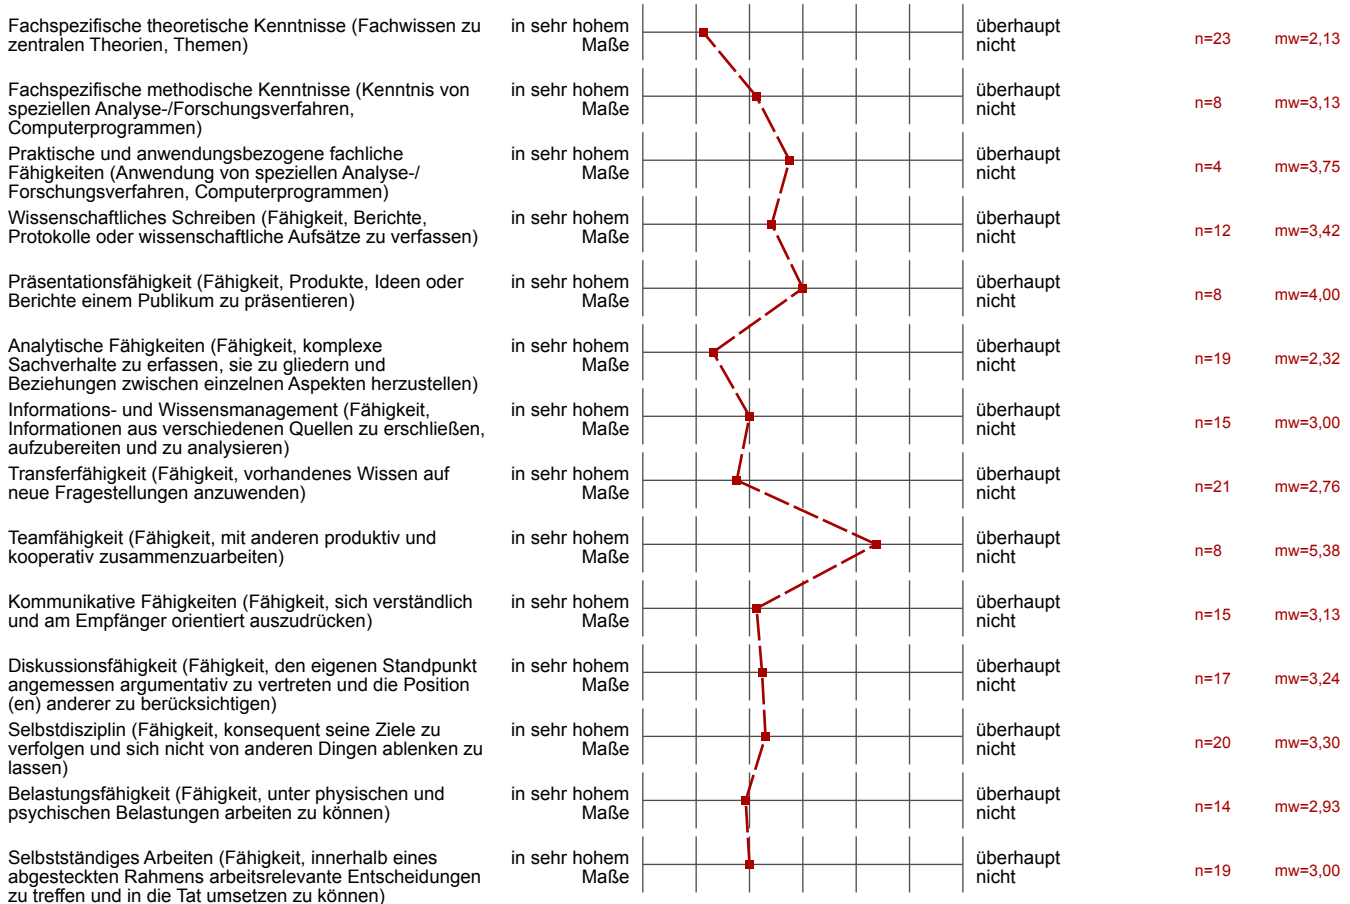 Fachspezifische theoretische Kenntnisse (Fachwissen zu
zentralen Theorien, Themen)
in sehr hohem
Maße
überhaupt
nicht
n=23
mw=2,13
Fachspezifische methodische Kenntnisse (Kenntnis von
speziellen Analyse-/Forschungsverfahren,
Computerprogrammen)
in sehr hohem
Maße
überhaupt
nicht
n=8
mw=3,13
Praktische und anwendungsbezogene fachliche
Fähigkeiten (Anwendung von speziellen Analyse-/
Forschungsverfahren, Computerprogrammen)
in sehr hohem
Maße
überhaupt
nicht
n=4
mw=3,75
Wissenschaftliches Schreiben (Fähigkeit, Berichte,
Protokolle oder wissenschaftliche Aufsätze zu verfassen)
in sehr hohem
Maße
überhaupt
nicht
n=12
mw=3,42
Präsentationsfähigkeit (Fähigkeit, Produkte, Ideen oder
Berichte einem Publikum zu präsentieren)
in sehr hohem
Maße
überhaupt
nicht
n=8
mw=4,00
Analytische Fähigkeiten (Fähigkeit, komplexe
Sachverhalte zu erfassen, sie zu gliedern und
Beziehungen zwischen einzelnen Aspekten herzustellen)
in sehr hohem
Maße
überhaupt
nicht
n=19
mw=2,32
Informations- und Wissensmanagement (Fähigkeit,
Informationen aus verschiedenen Quellen zu erschließen,
aufzubereiten und zu analysieren)
in sehr hohem
Maße
überhaupt
nicht
n=15
mw=3,00
Transferfähigkeit (Fähigkeit, vorhandenes Wissen auf
neue Fragestellungen anzuwenden)
in sehr hohem
Maße
überhaupt
nicht
n=21
mw=2,76
Teamfähigkeit (Fähigkeit, mit anderen produktiv und
kooperativ zusammenzuarbeiten)
in sehr hohem
Maße
überhaupt
nicht
n=8
mw=5,38
Kommunikative Fähigkeiten (Fähigkeit, sich verständlich
und am Empfänger orientiert auszudrücken)
in sehr hohem
Maße
überhaupt
nicht
n=15
mw=3,13
Diskussionsfähigkeit (Fähigkeit, den eigenen Standpunkt
angemessen argumentativ zu vertreten und die Position
(en) anderer zu berücksichtigen)
in sehr hohem
Maße
überhaupt
nicht
n=17
mw=3,24
Selbstdisziplin (Fähigkeit, konsequent seine Ziele zu
verfolgen und sich nicht von anderen Dingen ablenken zu
lassen)
in sehr hohem
Maße
überhaupt
nicht
n=20
mw=3,30
Belastungsfähigkeit (Fähigkeit, unter physischen und
psychischen Belastungen arbeiten zu können)
in sehr hohem
Maße
überhaupt
nicht
n=14
mw=2,93
Selbstständiges Arbeiten (Fähigkeit, innerhalb eines
abgesteckten Rahmens arbeitsrelevante Entscheidungen
zu treffen und in die Tat umsetzen zu können)
in sehr hohem
Maße
überhaupt
nicht
n=19
mw=3,00